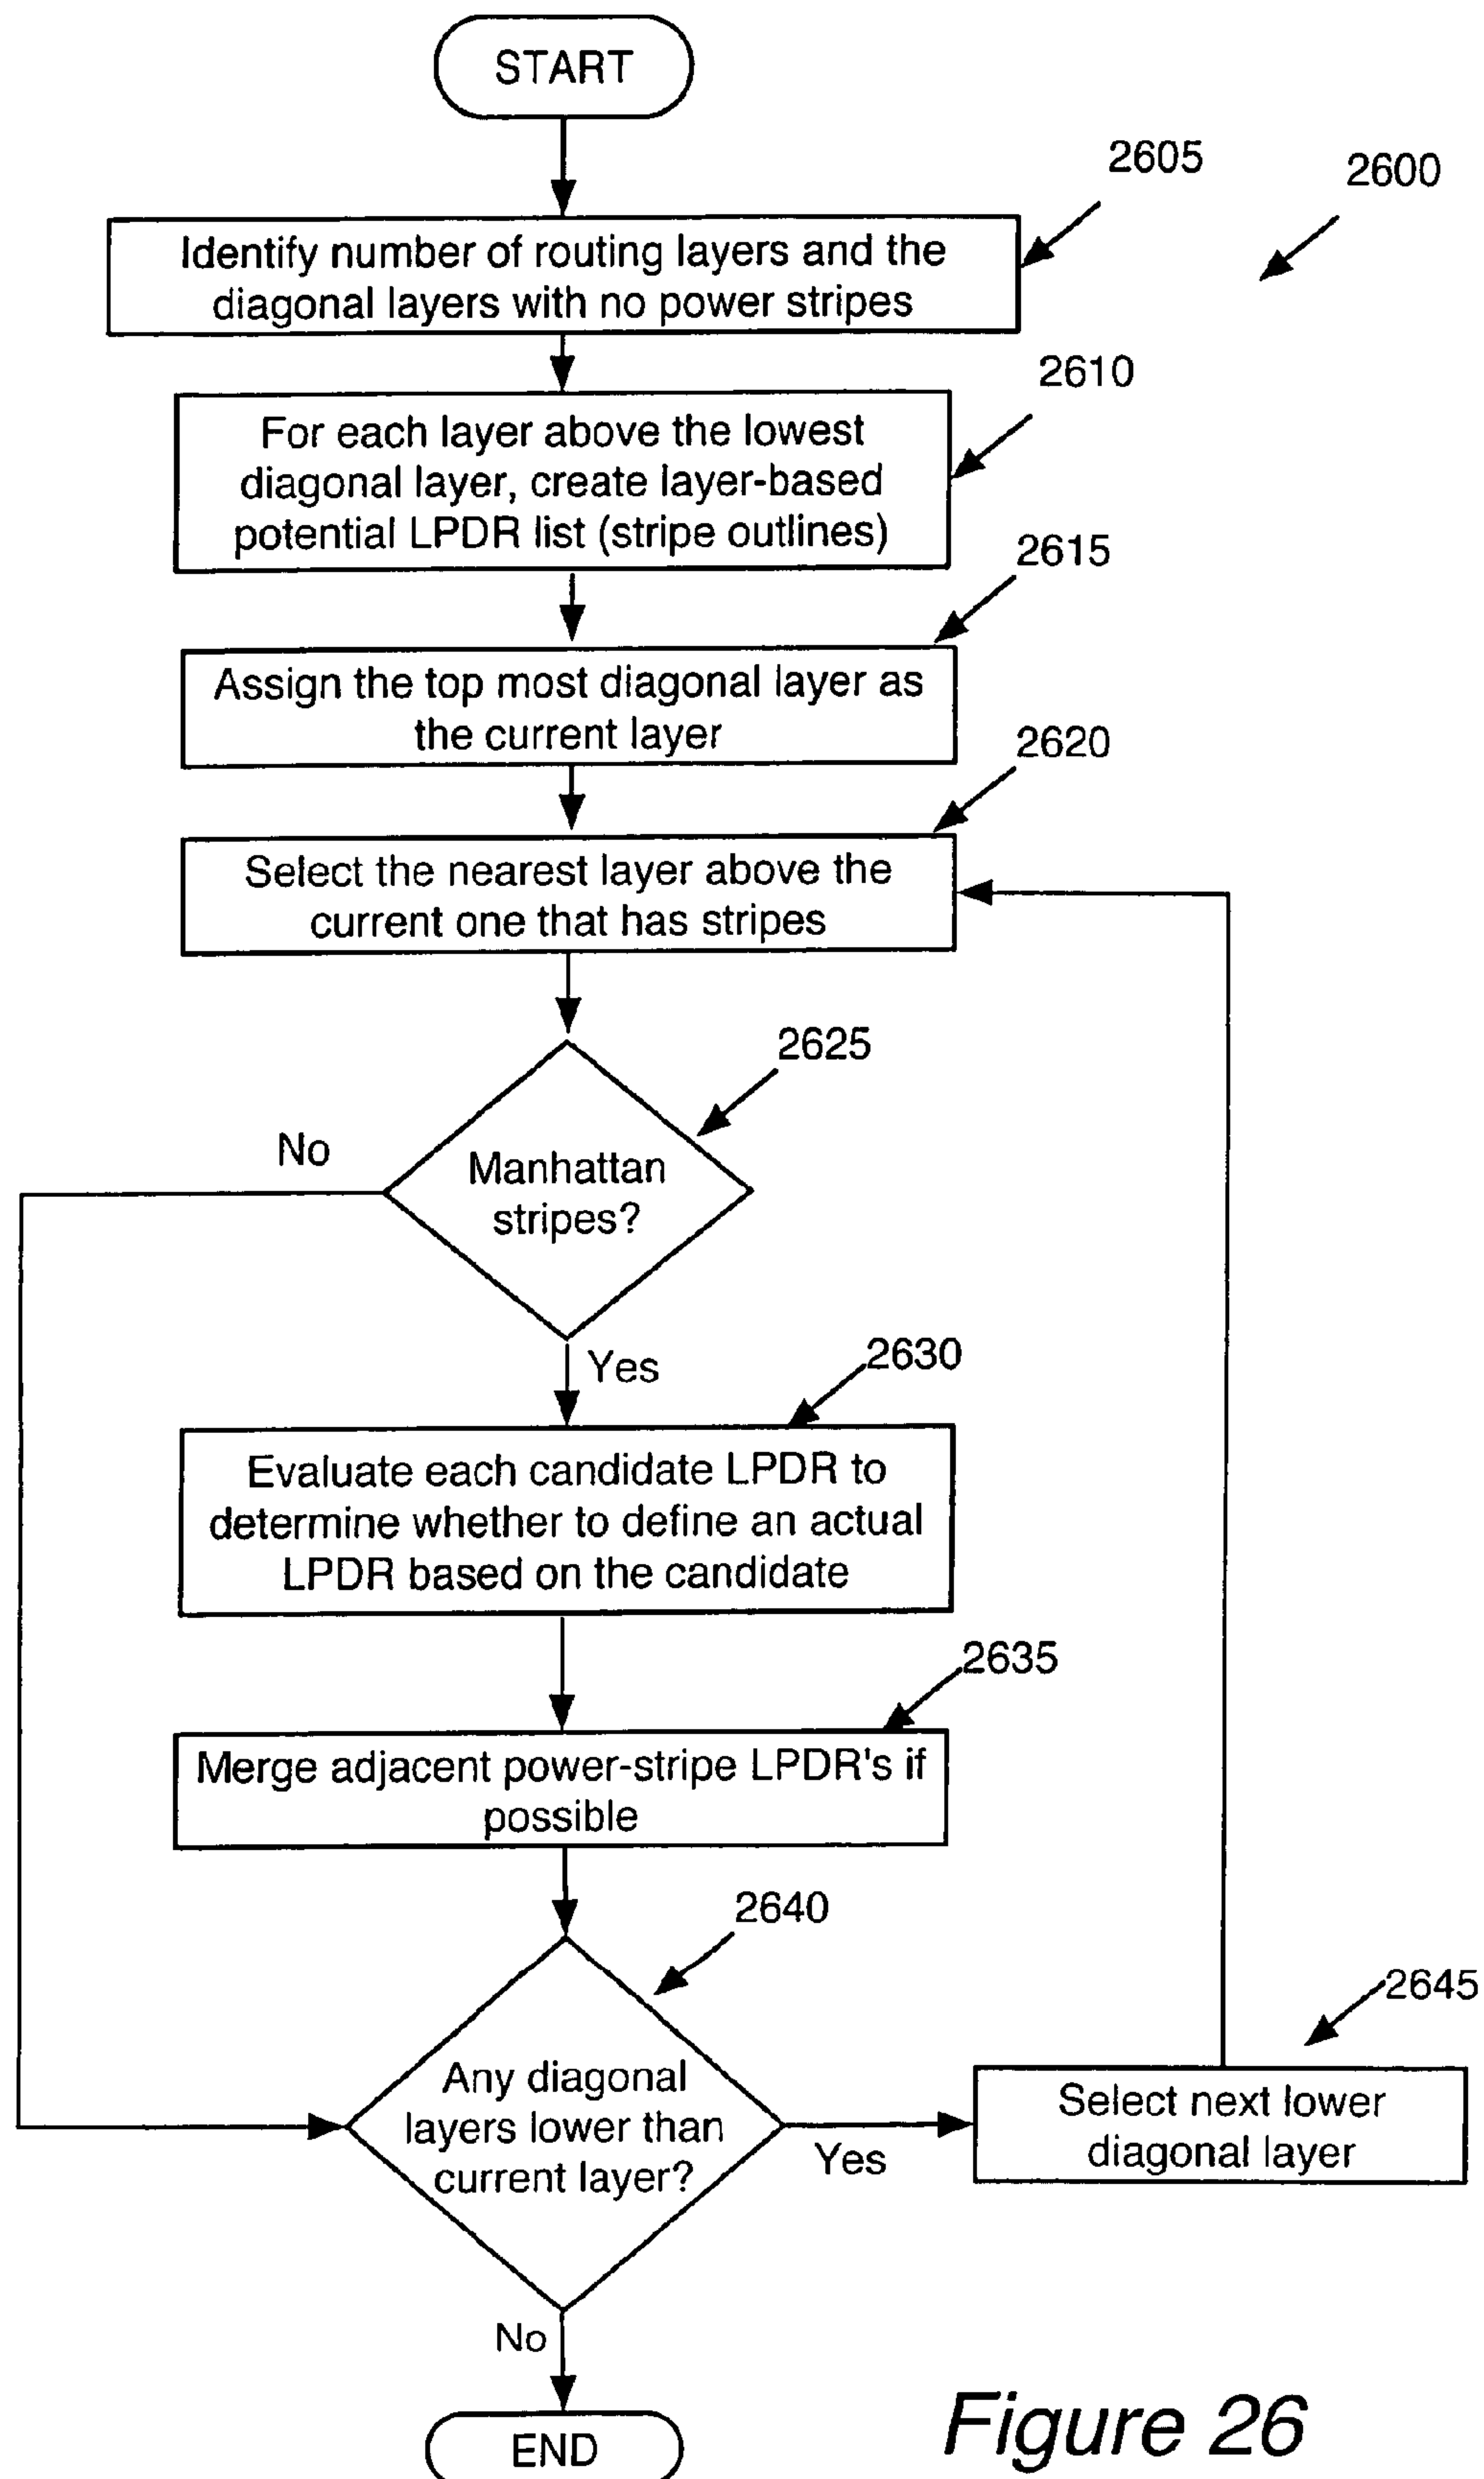 START
2605
2600
Identify number of routing layers and the
diagonal layers with no power stripes
2610
For each layer above the lowest
diagonal layer, create layer-based
potential LPDR list (stripe outlines)
2615
Assign the top most diagonal layer as
the current layer
2620
Select the nearest layer above the
current one that has stripes
2625
No
Manhattan
stripes?
Yes
2630
Evaluate each candidate LPDR to
determine whether to define an actual
LPDR based on the candidate
2635
Merge adjacent power-stripe LPDR's if
possible
2640
2645
Any diagonal
layers lower than
current layer?
Yes
Select next lower
diagonal layer
No
END
Figure 26